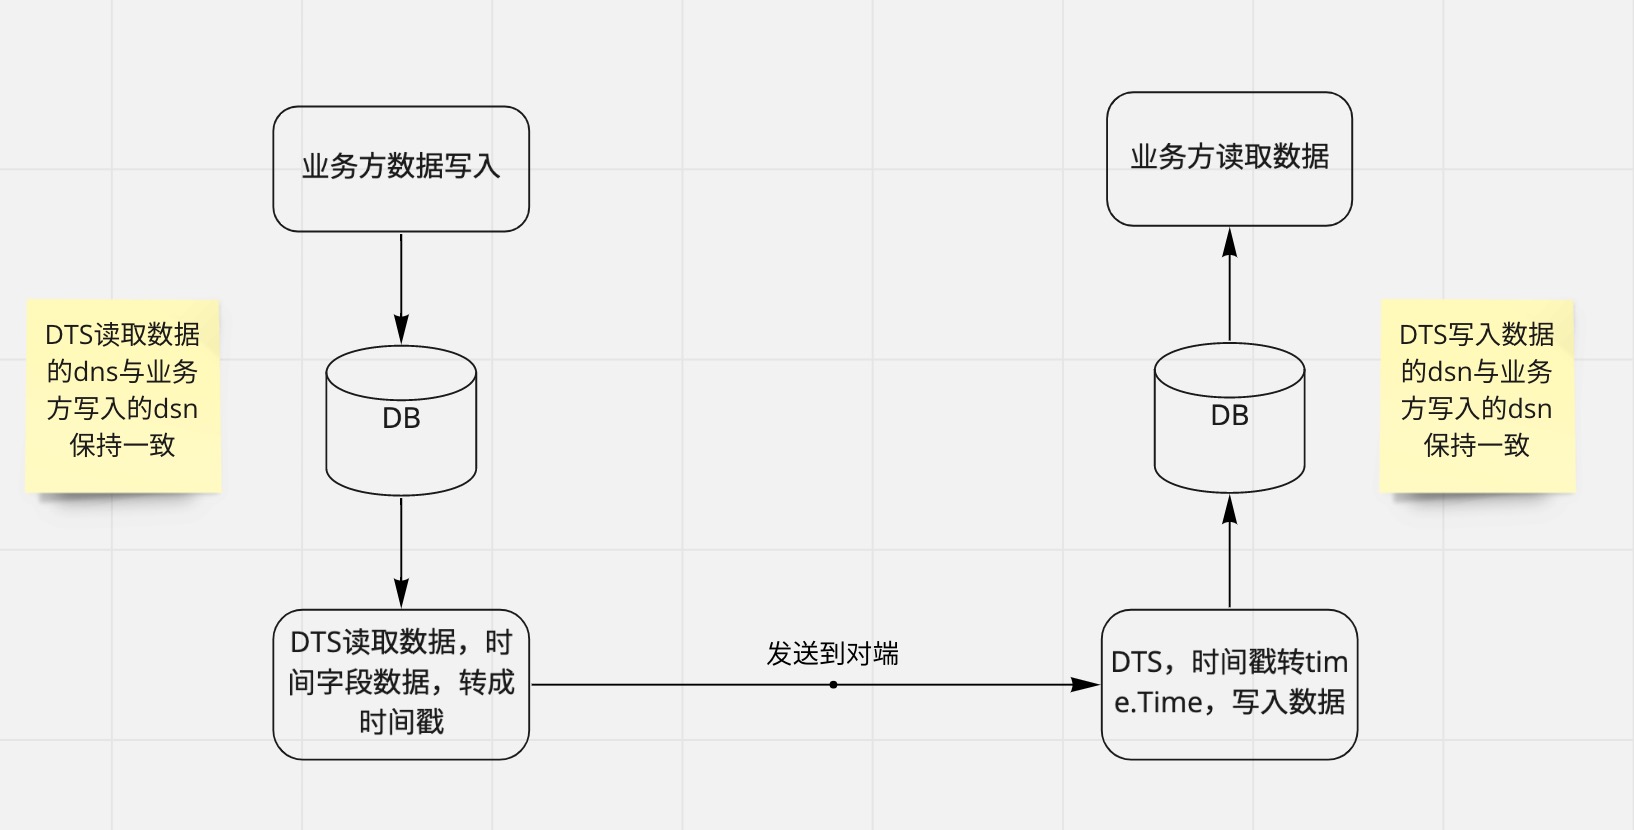 业务方数据写入
业务方读取数据
DTS读取数据
的dns与业务
方写入的dsn
保持一致
DB
DB
DTS写入数据
的dsn与业务
方写入的dsn
保持一致
DTS读取数据，时
间字段数据，转成
时间戳
发送到对端
DTS，时间戳转tim
e.Time，写入数据